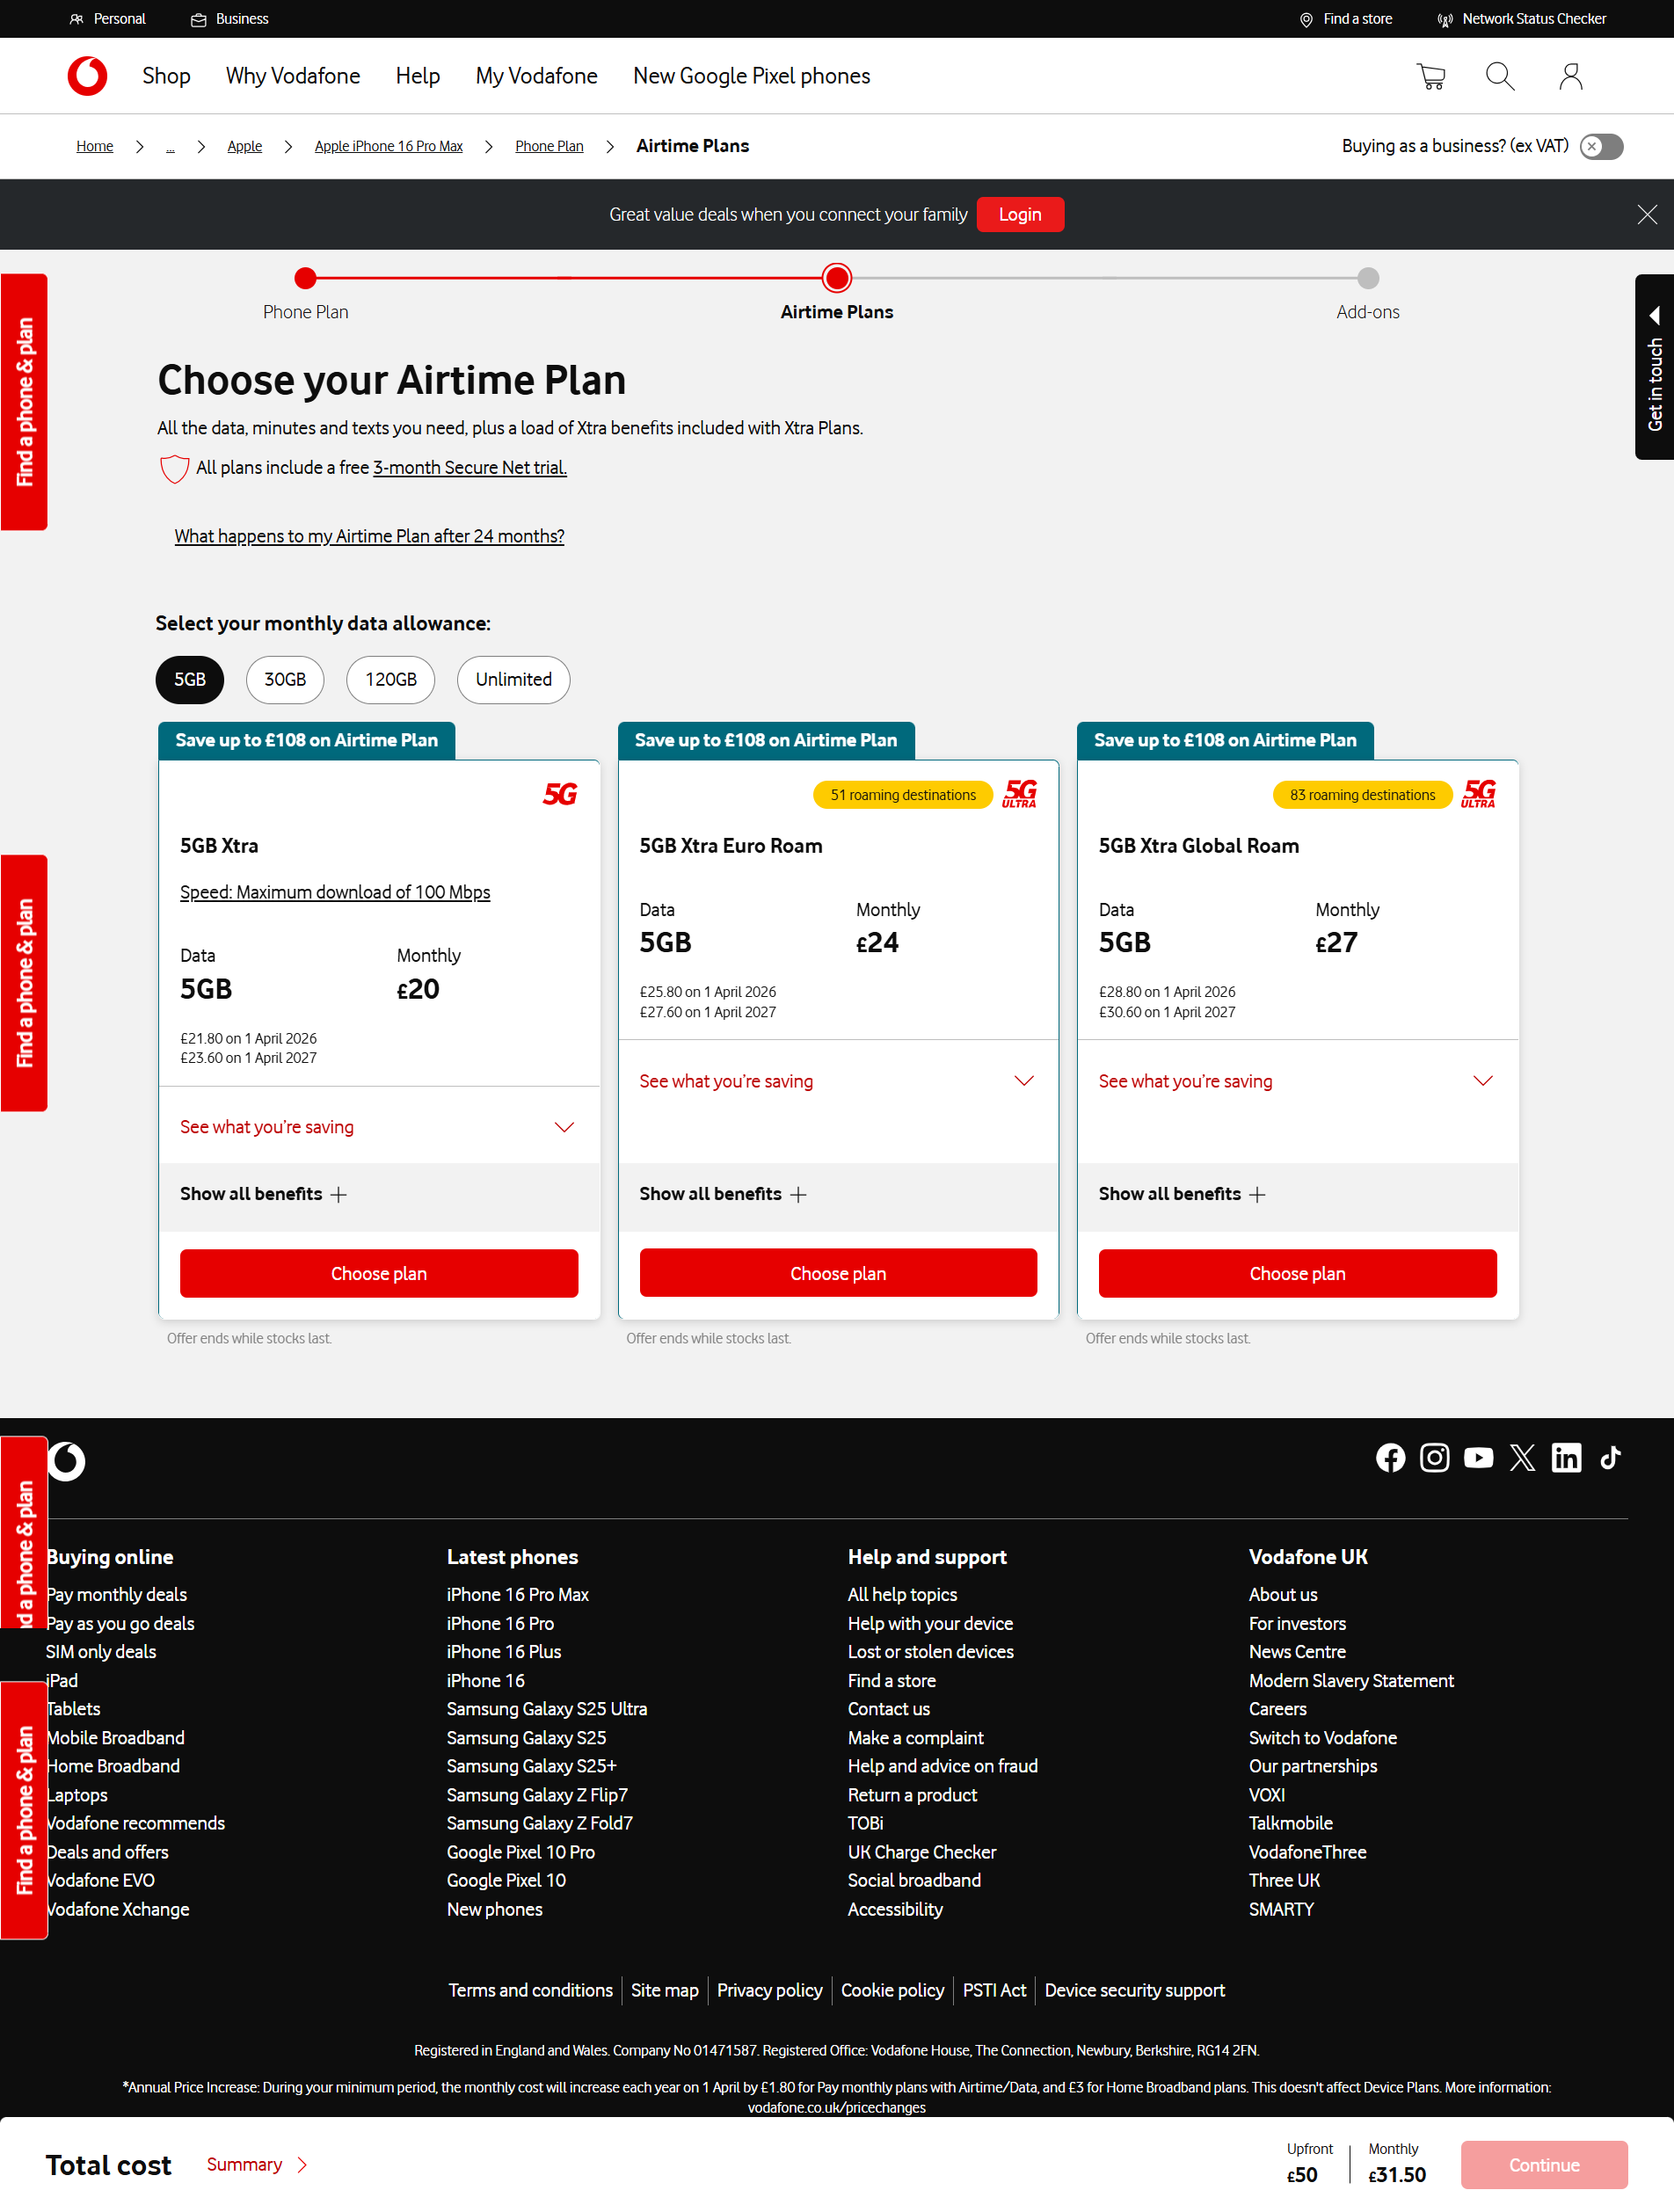 Personal
Business
Find a store
Network Status Checker
Shop
Why Vodafone
Help
My Vodafone
New Google Pixel phones
Home
...
Apple
Apple iPhone 16 Pro Max
Phone Plan
Airtime Plans
Buying as a business? (ex VAT)
Great value deals when you connect your family
Login
Phone Plan
Airtime Plans
Add-ons
Find a phone & plan
Get in touch
Choose your Airtime Plan
All the data, minutes and texts you need, plus a load of Xtra benefits included with Xtra Plans.
All plans include a free 3-month Secure Net trial.
What happens to my Airtime Plan after 24 months?
Select your monthly data allowance:
5GB
30GB
120GB
Unlimited
Save up to £108 on Airtime Plan
5G
5GB Xtra
Speed: Maximum download of 100 Mbps
Data
5GB
Monthly
£20
£21.80 on 1 April 2026
£23.60 on 1 April 2027
See what you're saving
Show all benefits
Choose plan
Offer ends while stocks last.
Save up to £108 on Airtime Plan
51 roaming destinations
5G ULTRA
5GB Xtra Euro Roam
Data
5GB
Monthly
£24
£25.80 on 1 April 2026
£27.60 on 1 April 2027
See what you're saving
Show all benefits
Choose plan
Offer ends while stocks last.
Save up to £108 on Airtime Plan
83 roaming destinations
5G ULTRA
5GB Xtra Global Roam
Data
5GB
Monthly
£27
£28.80 on 1 April 2026
£30.60 on 1 April 2027
See what you're saving
Show all benefits
Choose plan
Offer ends while stocks last.
Find a phone & plan
d a phone & plan
Find a phone & plan
Buying online
Pay monthly deals
Pay as you go deals
SIM only deals
iPad
Tablets
Mobile Broadband
Home Broadband
Laptops
Vodafone recommends
Deals and offers
Vodafone EVO
Vodafone Xchange
Latest phones
iPhone 16 Pro Max
iPhone 16 Pro
iPhone 16 Plus
iPhone 16
Samsung Galaxy S25 Ultra
Samsung Galaxy S25
Samsung Galaxy S25+
Samsung Galaxy Z Flip7
Samsung Galaxy Z Fold7
Google Pixel 10 Pro
Google Pixel 10
New phones
Help and support
All help topics
Help with your device
Lost or stolen devices
Find a store
Contact us
Make a complaint
Help and advice on fraud
Return a product
TOBi
UK Charge Checker
Social broadband
Accessibility
Vodafone UK
About us
For investors
News Centre
Modern Slavery Statement
Careers
Switch to Vodafone
Our partnerships
VOXI
Talkmobile
VodafoneThree
Three UK
SMARTY
Terms and conditions
Site map
Privacy policy
Cookie policy
PSTI Act
Device security support
Registered in England and Wales. Company No 01471587. Registered Office: Vodafone House, The Connection, Newbury, Berkshire, RG14 2FN.
*Annual Price Increase: During your minimum period, the monthly cost will increase each year on 1 April by £1.80 for Pay monthly plans with Airtime/Data, and £3 for Home Broadband plans. This doesn't affect Device Plans. More information:
vodafone.co.uk/pricechanges
Total cost
Summary
Upfront
£50
Monthly
£31.50
Continue